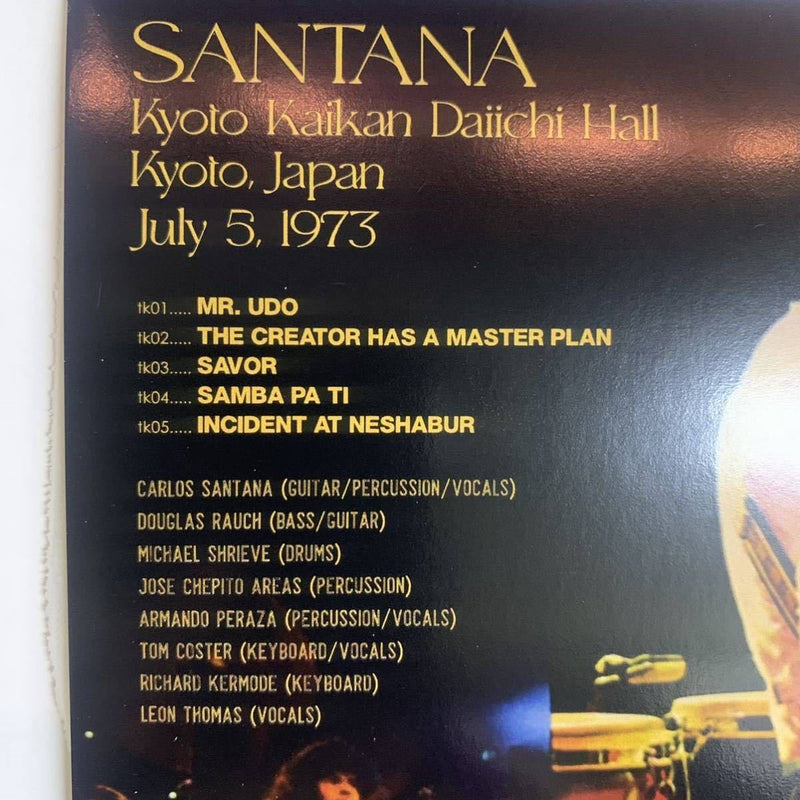 SANTANA
Kyoto Kaikan Daiichi Hall
Kyoto, Japan
July 5, 1973
tk01..... MR. UDO
tk02..... THE CREATOR HAS A MASTER PLAN
tk03..... SAVOR
tk04..... SAMBA PA TI
tk05..... INCIDENT AT NESHABUR
CARLOS SANTANA (GUITAR/PERCUSSION/VOCALS)
DOUGLAS RAUCH (BASS/GUITAR)
MICHAEL SHRIEVE (DRUMS)
JOSE CHEPITO AREAS (PERCUSSION)
ARMANDO PERAZA (PERCUSSION/VOCALS)
TOM COSTER (KEYBOARD/VOCALS)
RICHARD KERMODE (KEYBOARD)
LEON THOMAS (VOCALS)